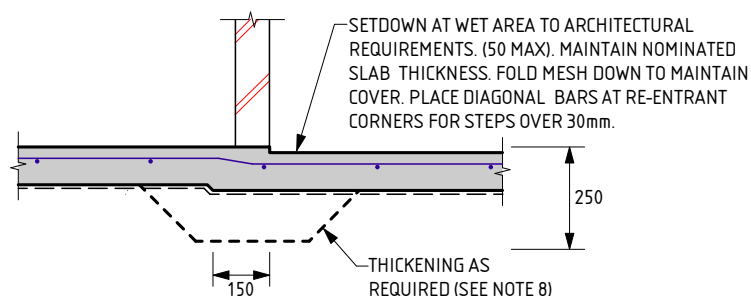 SETDOWN AT WET AREA TO ARCHITECTURAL
REQUIREMENTS. (50 MAX). MAINTAIN NOMINATED
SLAB THICKNESS. FOLD MESH DOWN TO MAINTAIN
COVER. PLACE DIAGONAL BARS AT RE-ENTRANT
CORNERS FOR STEPS OVER 30mm.
250
150
THICKENING AS
REQUIRED (SEE NOTE 8)